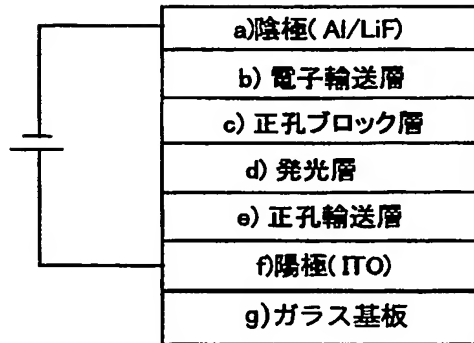 a)陰極( Al/LiF)
b) 電子輸送層
c) 正孔ブロック層
d) 発光層
e) 正孔輸送層
f)陽極( ITO)
g)ガラス基板